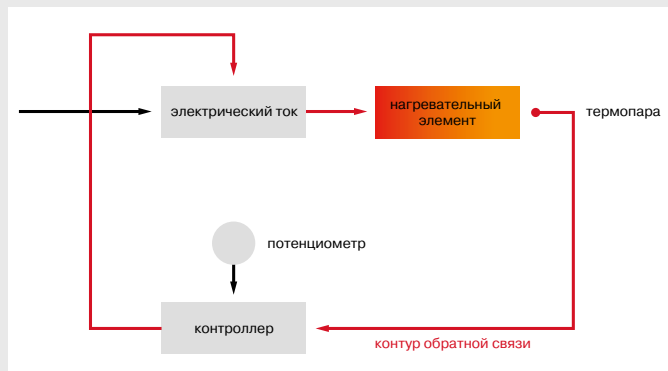 электрический ток
нагревательный
элемент
термопара
потенциометр
контроллер
контур обратной связи